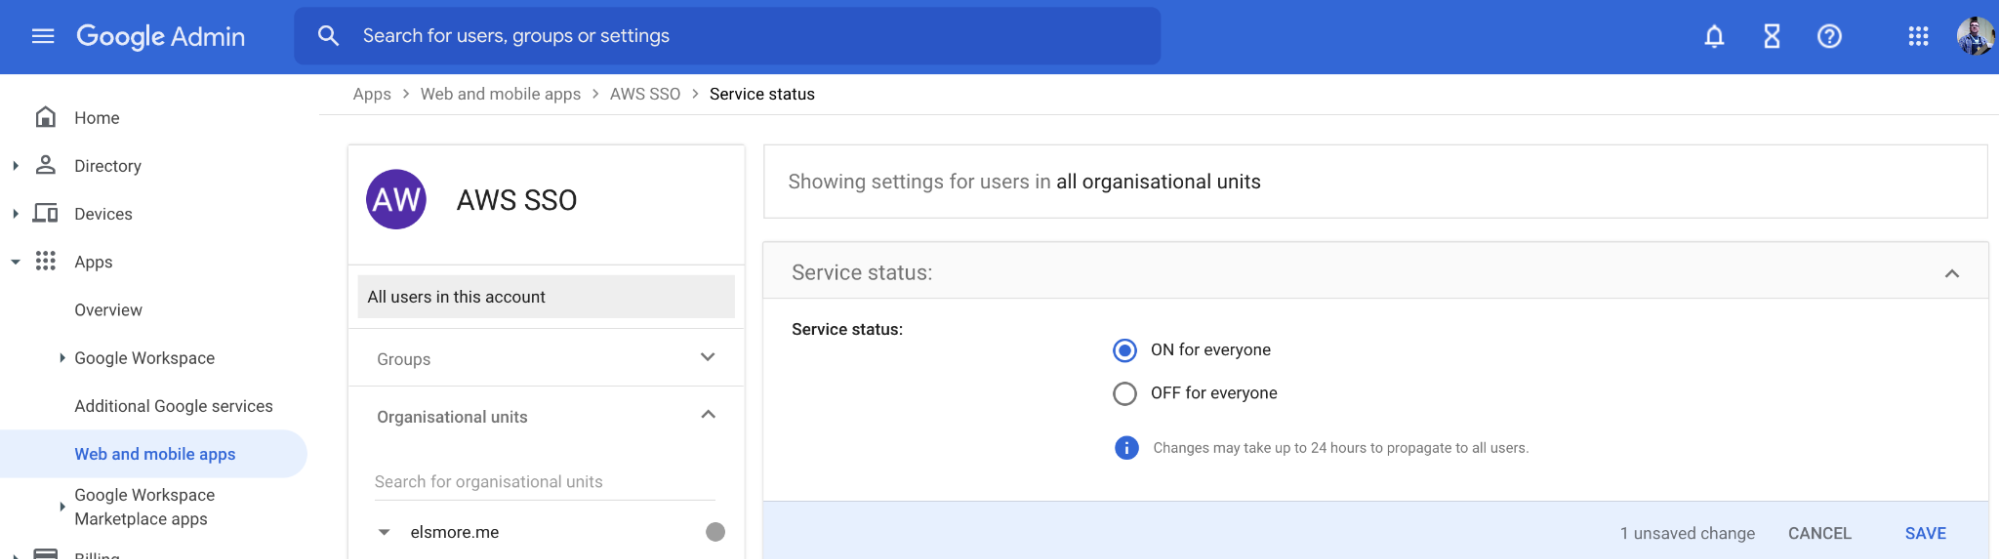 Google Admin
Search for users, groups or settings
Home
Directory
Devices
Apps
Overview
Google Workspace
Additional Google services
Web and mobile apps
Google Workspace
Marketplace apps
Billing
Apps > Web and mobile apps > AWS SSO > Service status
AW
AWS SSO
All users in this account
Groups
Organisational units
Search for organisational units
elsmore.me
Showing settings for users in all organisational units
Service status:
Service status:
ON for everyone
OFF for everyone
Changes may take up to 24 hours to propagate to all users.
1 unsaved change CANCEL SAVE